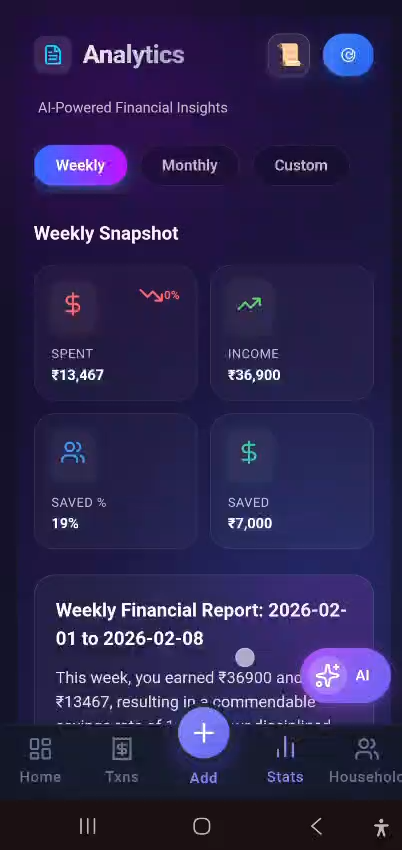 Analytics
AI-Powered Financial Insights
Weekly
Monthly
Custom
Weekly Snapshot
0%
SPENT
₹13,467
INCOME
₹36,900
SAVED %
19%
SAVED
₹7,000
Weekly Financial Report: 2026-02-
01 to 2026-02-08
This week, you earned ₹36900 and
₹13467, resulting in a commendable
AI
Home
Txns
Add
Stats
Household